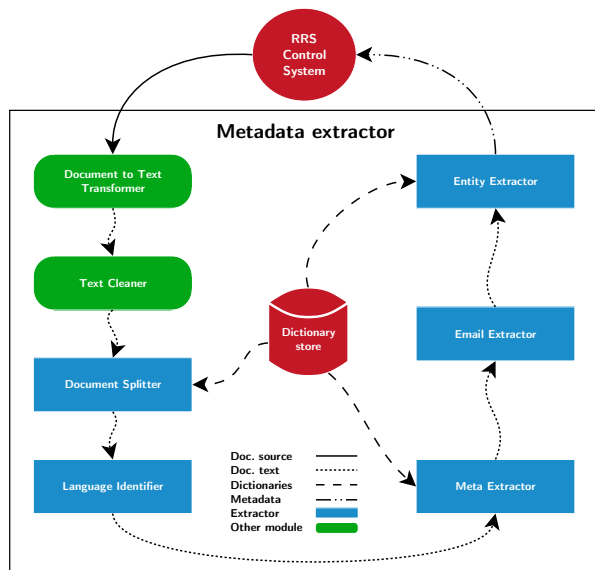 RRS
Control
System
Metadata extractor
Document to Text
Transformer
Entity Extractor
Text Cleaner
Dictionary
store
Email Extractor
Document Splitter
Language Identifier
Meta Extractor
Doc. source
Doc. text
Dictionaries
Metadata
Extractor
Other module